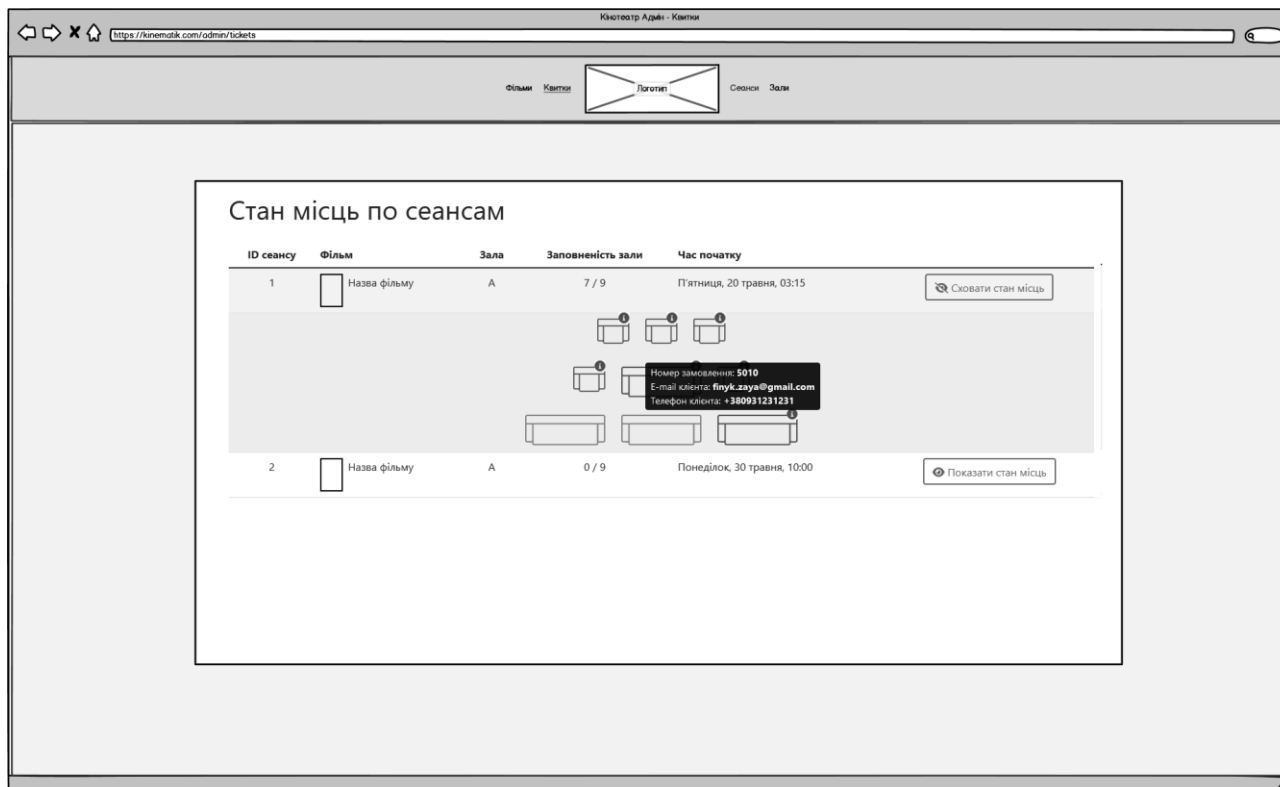 Кінотеатр Адмін - Квитки
https://kinematik.com/admin/tickets
Фільми Квитки Логотип Сеанси Зали
Стан місць по сеансам
ID сеансу Фільм Зала Заповненість зали Час початку
1 Назва фільму A 7 / 9 П'ятниця, 20 травня, 03:15 Сховати стан місць
Номер замовлення: 5010
E-mail клієнта: finyk.zaya@gmail.com
Телефон клієнта: +380931231231
2 Назва фільму A 0 / 9 Понеділок, 30 травня, 10:00 Показати стан місць